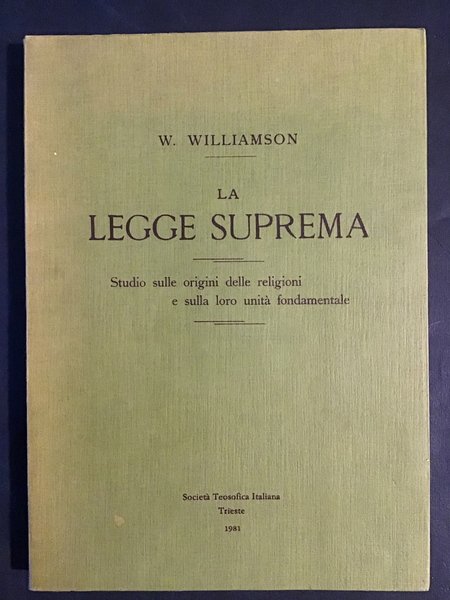 W. WILLIAMSON
LA
LEGGE SUPREMA
Studio sulle origini delle religioni
e sulla loro unità fondamentale
Società Teosofica Italiana
Trieste
1981